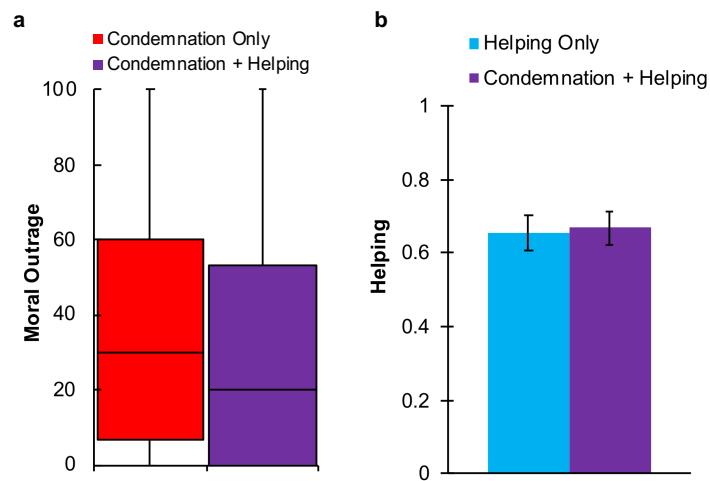 a
Condemnation Only
Condemnation + Helping
100
80
60
40
20
0
Moral Outrage
b
Helping Only
Condemnation + Helping
1
0.8
0.6
0.4
0.2
0
Helping